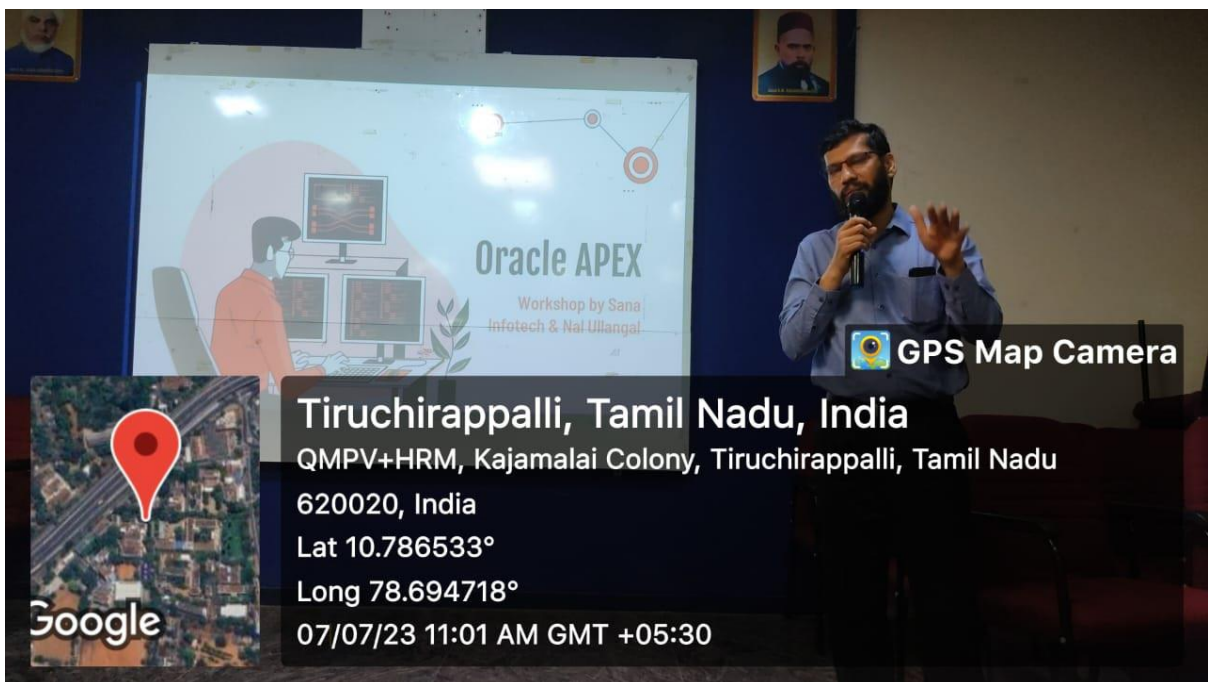 Oracle APEX
Workshop by Sana
Infotech & Nal Ullangal
GPS Map Camera
Tiruchirappalli, Tamil Nadu, India
QMPV+HRM, Kajamalai Colony, Tiruchirappalli, Tamil Nadu
620020, India
Lat 10.786533°
Long 78.694718°
07/07/23 11:01 AM GMT +05:30
Google